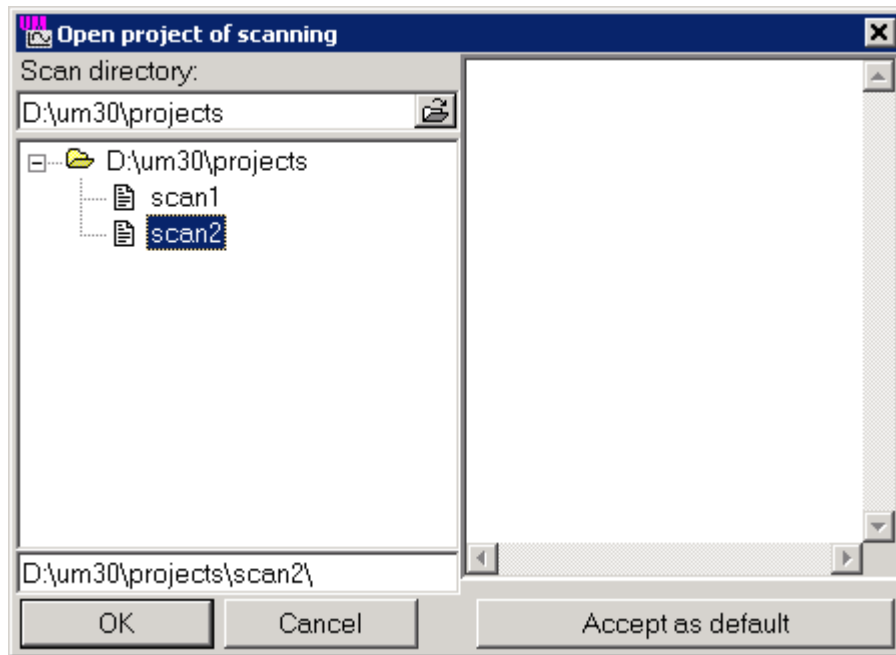 UM
Open project of scanning
Scan directory:
D:\um30\projects
D:\um30\projects
scan1
scan2
D:\um30\projects\scan2\
OK
Cancel
Accept as default